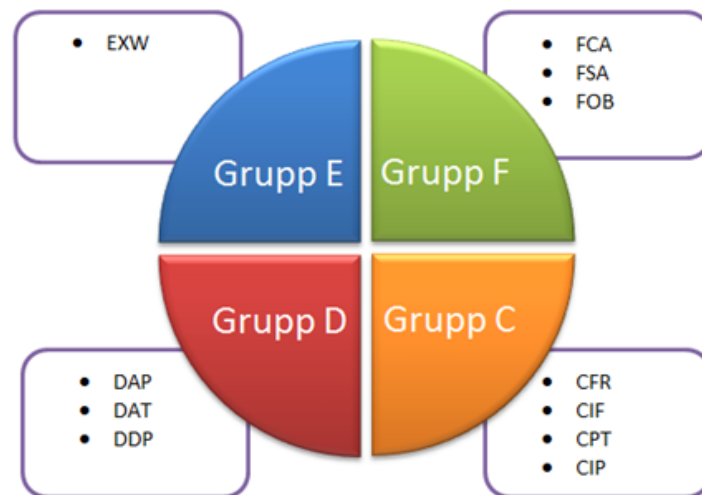 EXW
FCA
FSA
FOB
Grupp E
Grupp F
Grupp D
Grupp C
DAP
DAT
DDP
CFR
CIF
CPT
CIP